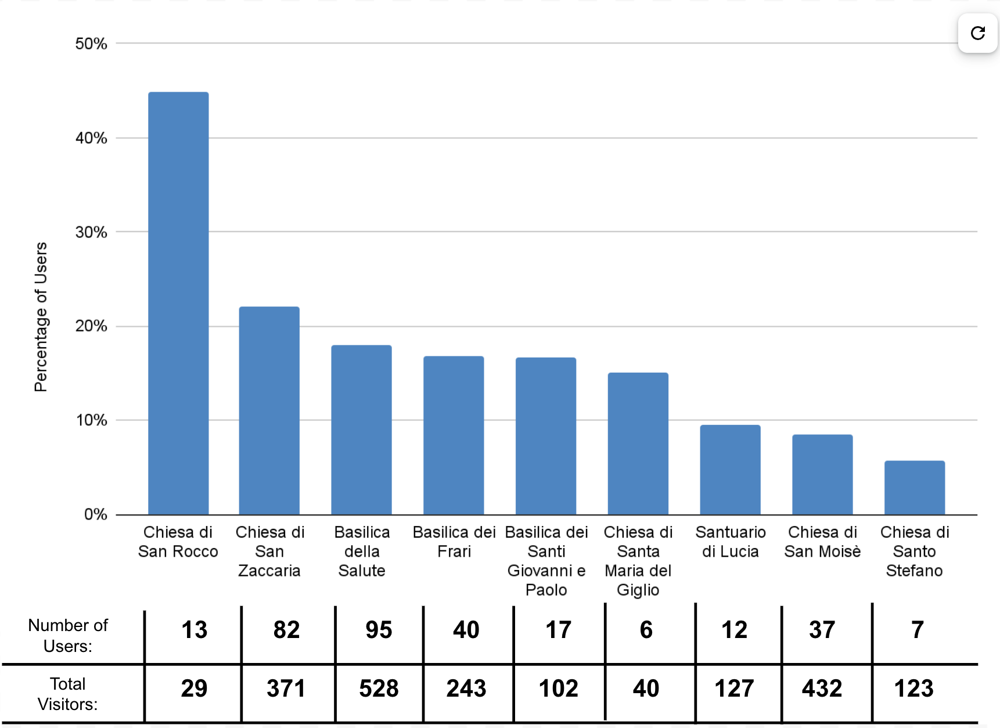 50%
40%
30%
20%
10%
0%
Percentage of Users
Chiesa di
San Rocco
Chiesa di
San
Zaccaria
Basilica
della
Salute
Basilica dei
Frari
Basilica dei
Santi
Giovanni e
Paolo
Chiesa di
Santa
Maria del
Giglio
Santuario
di Lucia
Chiesa di
San Moisè
Chiesa di
Santo
Stefano
Number of
Users:
13 82 95 40 17 6 12 37 7
Total
Visitors:
29 371 528 243 102 40 127 432 123